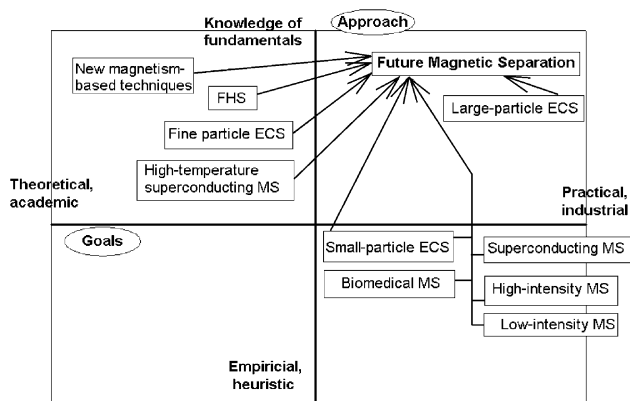 Knowledge of
fundamentals
Approach
Future Magnetic Separation
New magnetism-
based techniques
FHS
Large-particle ECS
Fine particle ECS
High-temperature
superconducting MS
Theoretical,
academic
Practical,
industrial
Goals
Small-particle ECS
Superconducting MS
Biomedical MS
High-intensity MS
Low-intensity MS
Empiricial,
heuristic